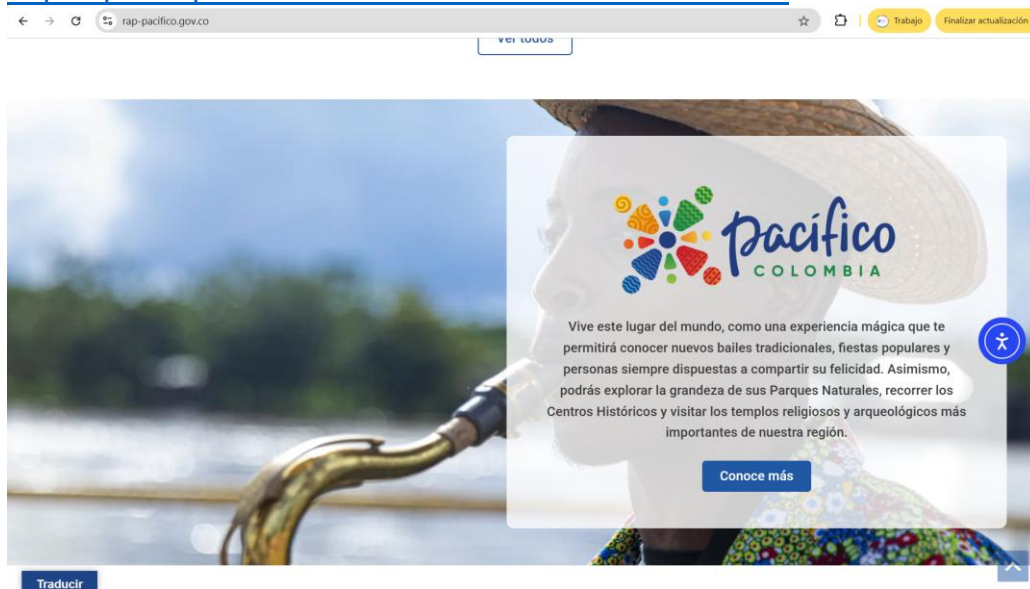 rap-pacifico.gov.co
Trabajo
Finalizar actualización
Ver todos
pacífico
COLOMBIA
Vive este lugar del mundo, como una experiencia mágica que te
permitirá conocer nuevos bailes tradicionales, fiestas populares y
personas siempre dispuestas a compartir su felicidad. Asimismo,
podrás explorar la grandeza de sus Parques Naturales, recorrer los
Centros Históricos y visitar los templos religiosos y arqueológicos más
importantes de nuestra región.
Conoce más
Traducir